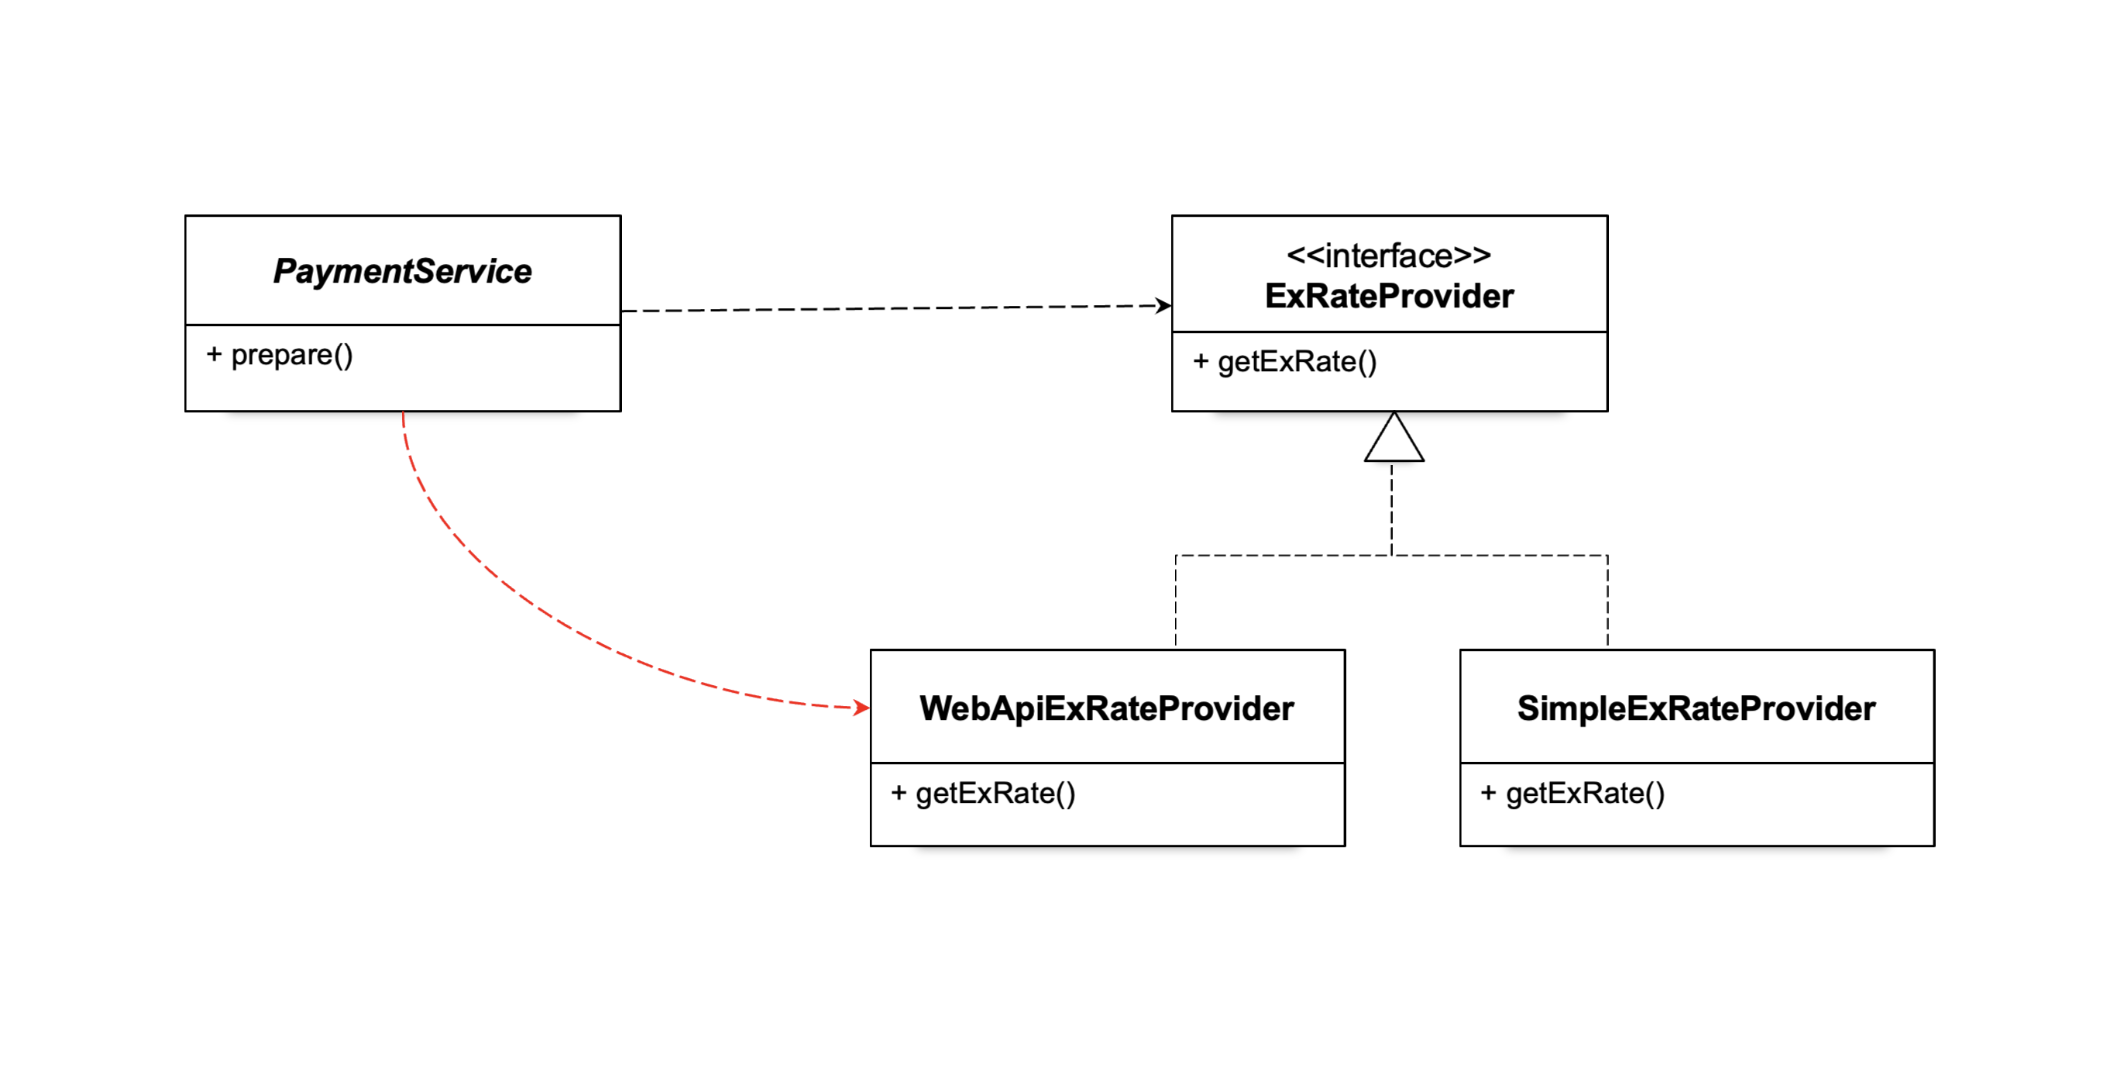 PaymentService
+ prepare()
<<interface>>
ExRateProvider
+ getExRate()
WebApiExRateProvider
+ getExRate()
SimpleExRateProvider
+ getExRate()